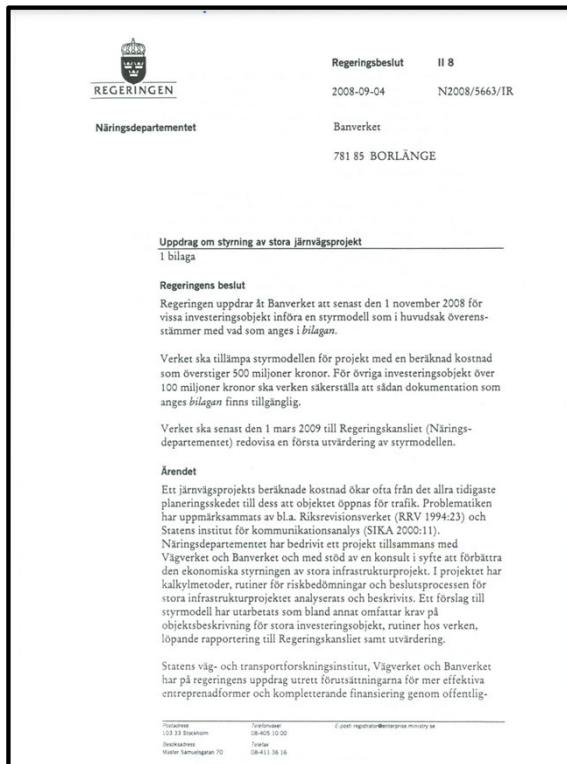 REGERINGEN
Regeringsbeslut II 8
2008-09-04 N2008/5663/IR
Näringsdepartementet
Banverket
781 85 BORLÄNGE
Uppdrag om styrning av stora järnvägsprojekt
1 bilaga
Regeringens beslut
Regeringen uppdrar åt Banverket att senast den 1 november 2008 för
vissa investeringsobjekt införa en styrmodell som i huvudsak överens-
stämmer med vad som anges i bilagan.
Verket ska tillämpa styrmodellen för projekt med en beräknad kostnad
som överstiger 500 miljoner kronor. För övriga investeringsobjekt över
100 miljoner kronor ska verken säkerställa att sådan dokumentation som
anges bilagan finns tillgänglig.
Verket ska senast den 1 mars 2009 till Regeringskansliet (Närings-
departementet) redovisa en första utvärdering av styrmodellen.
Ärendet
Ett järnvägsprojekts beräknade kostnad ökar ofta från det allra tidigaste
planeringsskedet till dess att objektet öppnas för trafik. Problematiken
har uppmärksammats av bl.a. Riksrevisionsverket (RRV 1994:23) och
Statens institut för kommunikationsanalys (SIKA 2000:11).
Näringsdepartementet har bedrivit ett projekt tillsammans med
Vägverket och Banverket och med stöd av en konsult i syfte att förbättra
den ekonomiska styrningen av stora infrastrukturprojekt. I projektet har
kalkylmetoder, rutiner för riskbedömningar och beslutsprocessen för
stora infrastrukturprojektet analyserats och beskrivits. Ett förslag till
styrmodell har utarbetats som bland annat omfattar krav på
objektsbeskrivning för stora investeringsobjekt, rutiner hos verken,
löpande rapportering till Regeringskansliet samt utvärdering.
Statens väg- och transportforskningsinstitut, Vägverket och Banverket
har på regeringens uppdrag utrett förutsättningarna för mer effektiva
entreprenadformer och kompletterande finansiering genom offentlig-
Postadress Telefonväxel E-post: registrator@enterprise.ministry.se
103 33 Stockholm 08-405 10 00
Besöksadress Telefax
Mäster Samuelsgatan 70 08-411 36 16